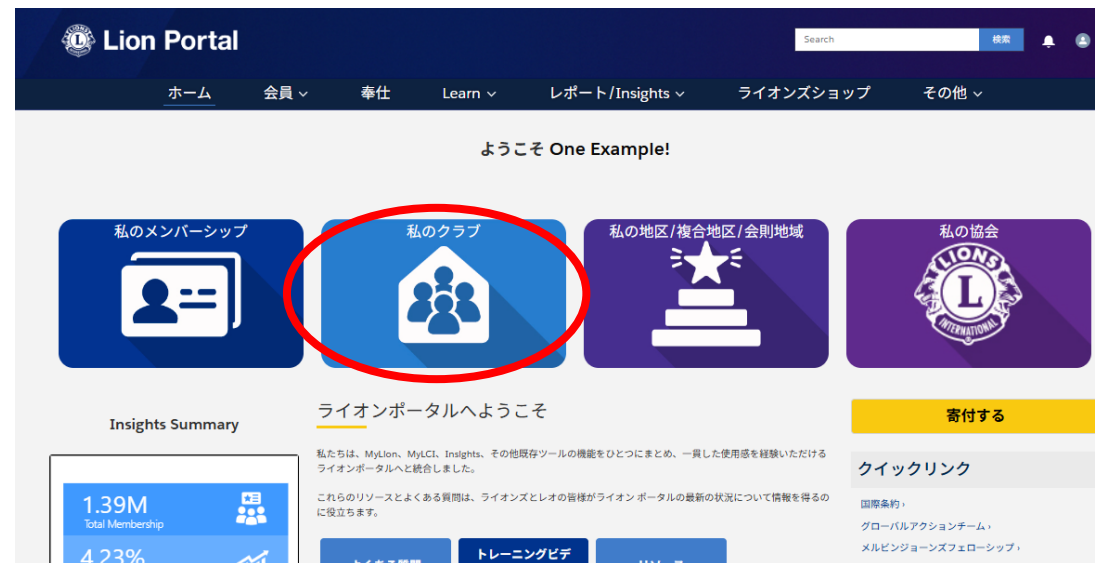 Lion Portal
Search
検索
ホーム
会員
奉仕
Learn
レポート/Insights
ライオンズショップ
その他
ようこそ One Example!
私のメンバーシップ
私のクラブ
私の地区/複合地区/会則地域
私の協会
LIONS
L
INTERNATIONAL
Insights Summary
1.39M
Total Membership
4.23%
ライオンポータルへようこそ
私たちは、MyLion、MyLCI、Insights、その他既存ツールの機能をひとつにまとめ、一貫した使用感を経験いただける
ライオンポータルへと統合しました。
これらのリソースとよくある質問は、ライオンズとレオの皆様がライオン ポータルの最新の状況について情報を得るの
に役立ちます。
よくある質問
トレーニングビデ
リソース
寄付する
クイックリンク
国際条約 ›
グローバルアクションチーム ›
メルビンジョーンズフェローシップ ›